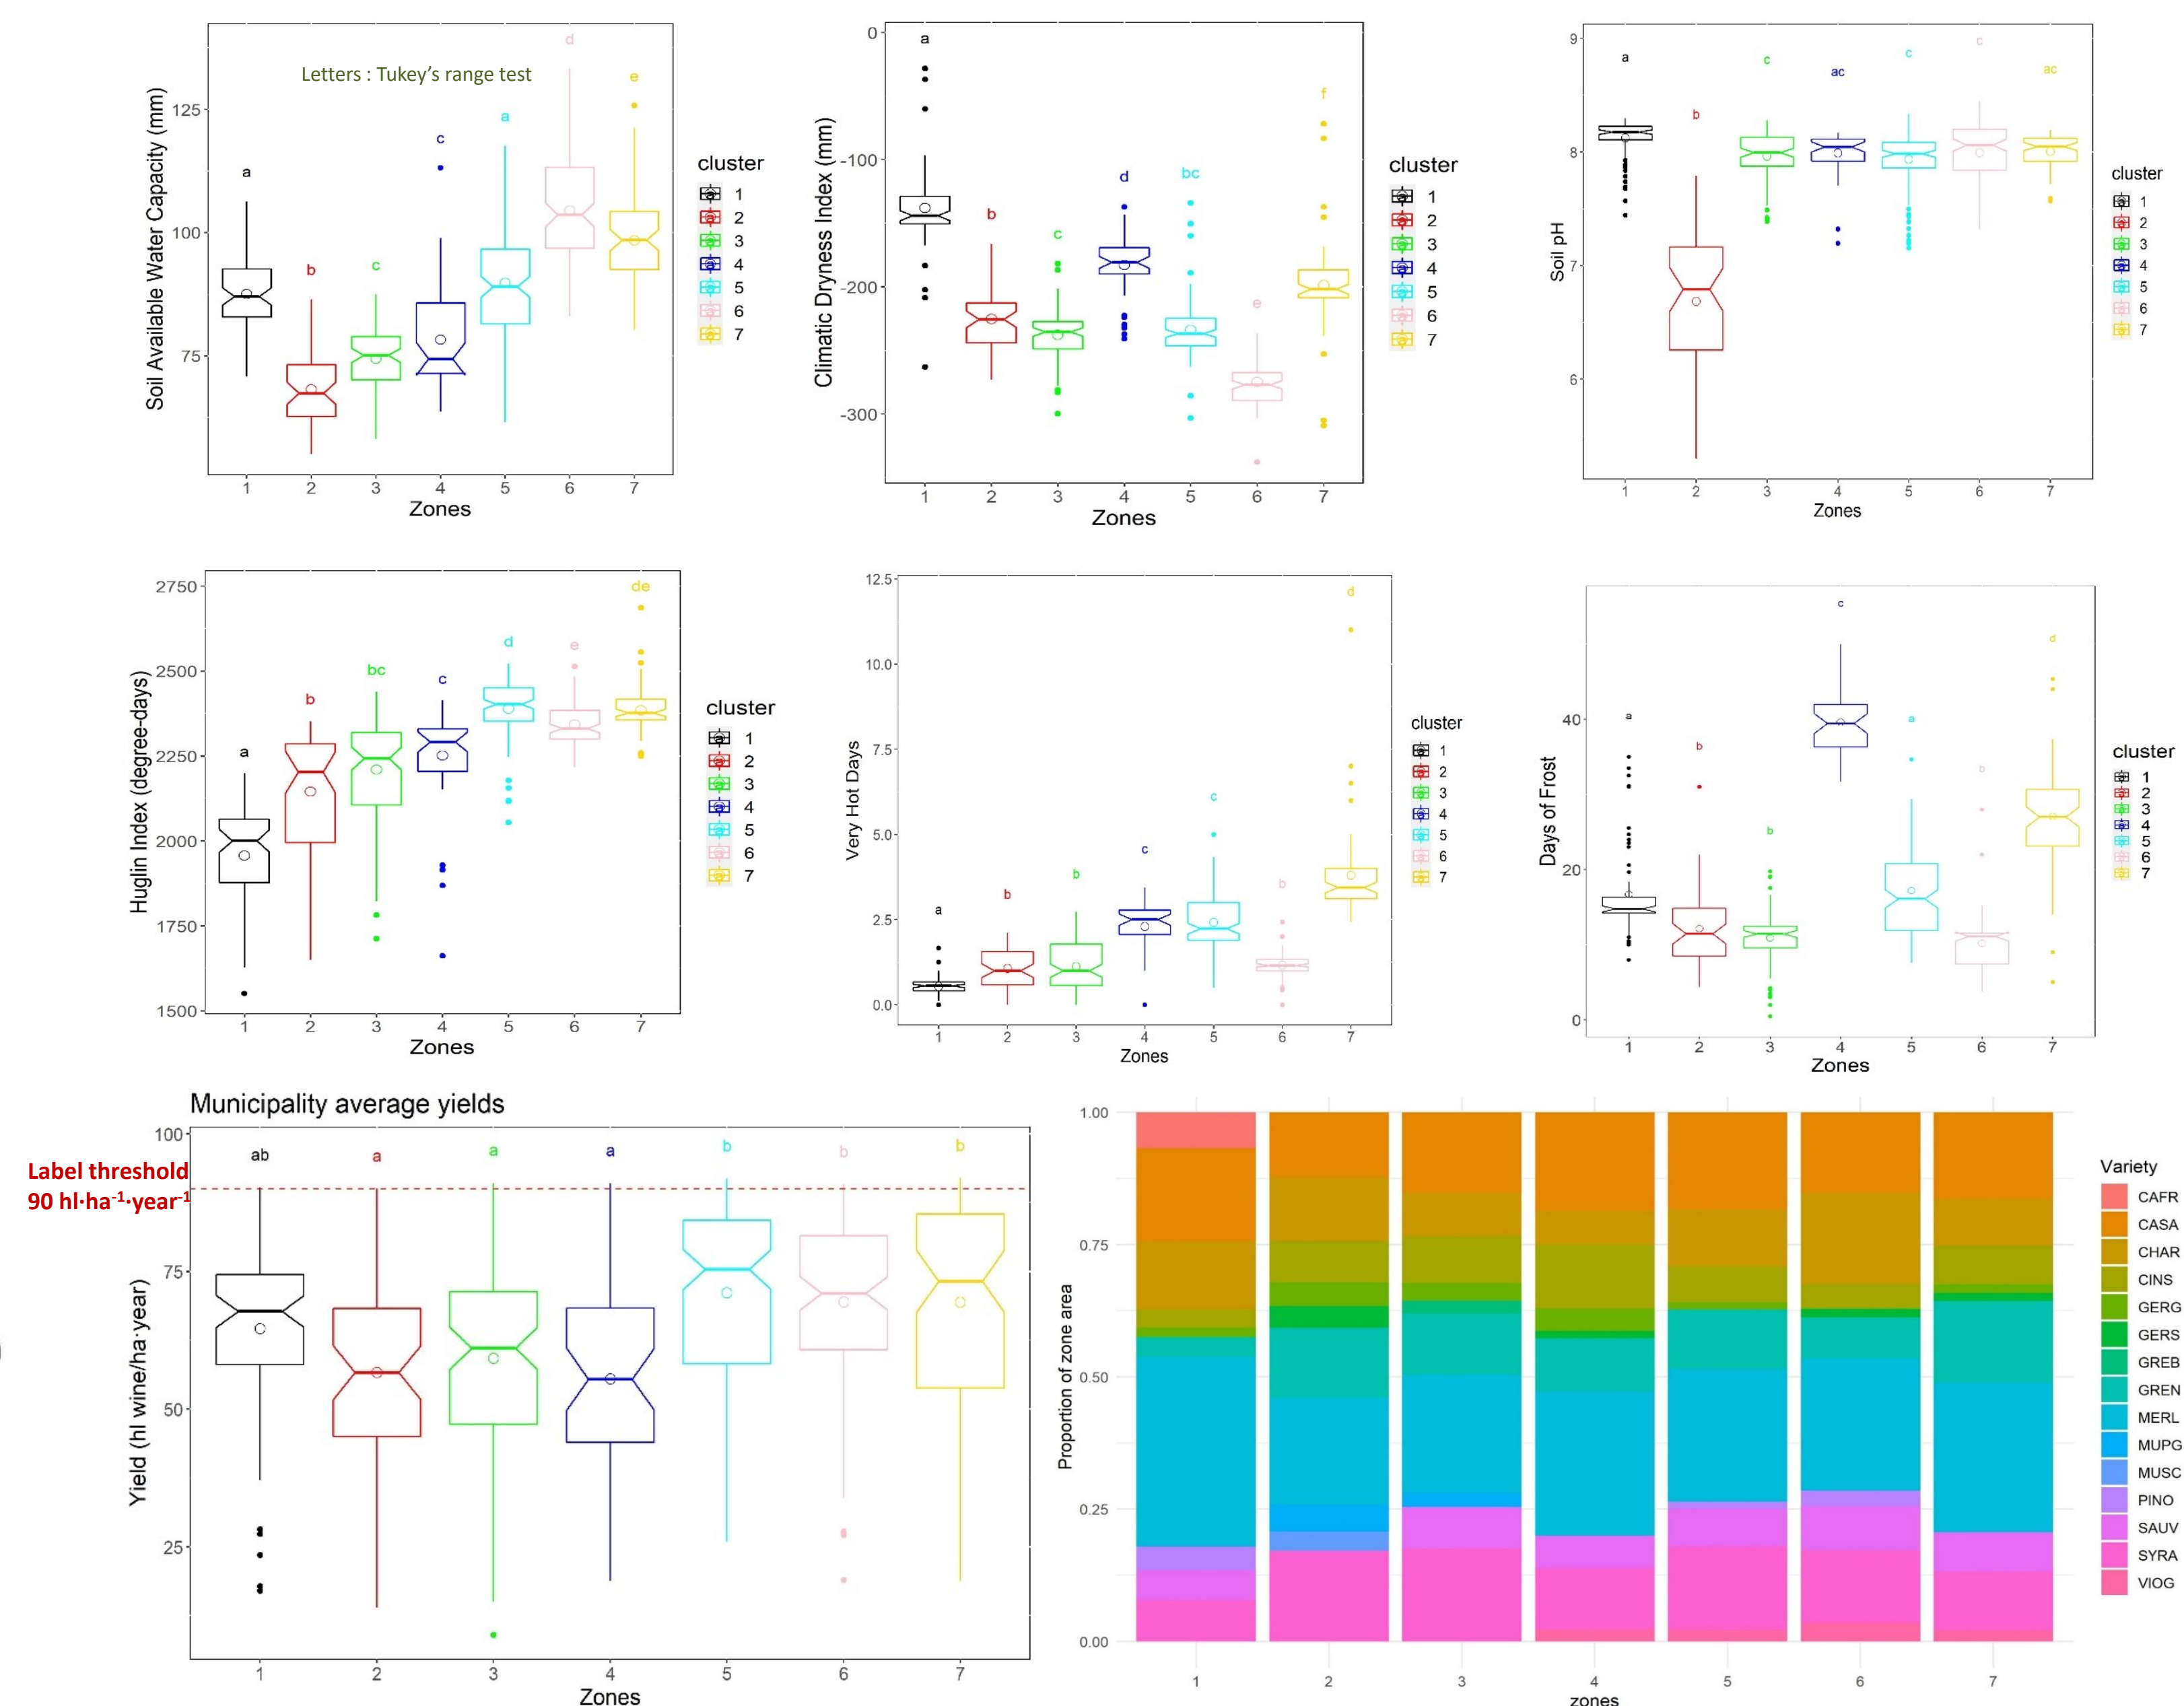 Letters : Tukey's range test
Soil Available Water Capacity (mm)
125
100
75
a
b
c
c
a
d
e
1 2 3 4 5 6 7
Zones
cluster
1
2
3
4
5
6
7
Climatic Dryness Index (mm)
0
-100
-200
-300
a
b
c
d
bc
e
f
1 2 3 4 5 6 7
Zones
cluster
1
2
3
4
5
6
7
Soil pH
9
8
7
6
a
b
c
ac
c
c
ac
1 2 3 4 5 6 7
Zones
cluster
1
2
3
4
5
6
7
Huglin Index (degree-days)
2750
2500
2250
2000
1750
1500
a
b
bc
c
d
e
de
1 2 3 4 5 6 7
Zones
cluster
1
2
3
4
5
6
7
Very Hot Days
12.5
10.0
7.5
5.0
2.5
0.0
a
b
b
c
c
b
d
1 2 3 4 5 6 7
Zones
cluster
1
2
3
4
5
6
7
Days of Frost
40
20
0
a
b
b
c
a
b
d
1 2 3 4 5 6 7
Zones
cluster
1
2
3
4
5
6
7
Municipality average yields
Label threshold
90 hl·ha-1·year-1
Yield (hl wine/ha·year)
100
75
50
25
ab
a
a
a
b
b
b
1 2 3 4 5 6 7
Zones
Proportion of zone area
1.00
0.75
0.50
0.25
0.00
1 2 3 4 5 6 7
zones
Variety
CAFR
CASA
CHAR
CINS
GERG
GERS
GREB
GREN
MERL
MUPG
MUSC
PINO
SAUV
SYRA
VIOG